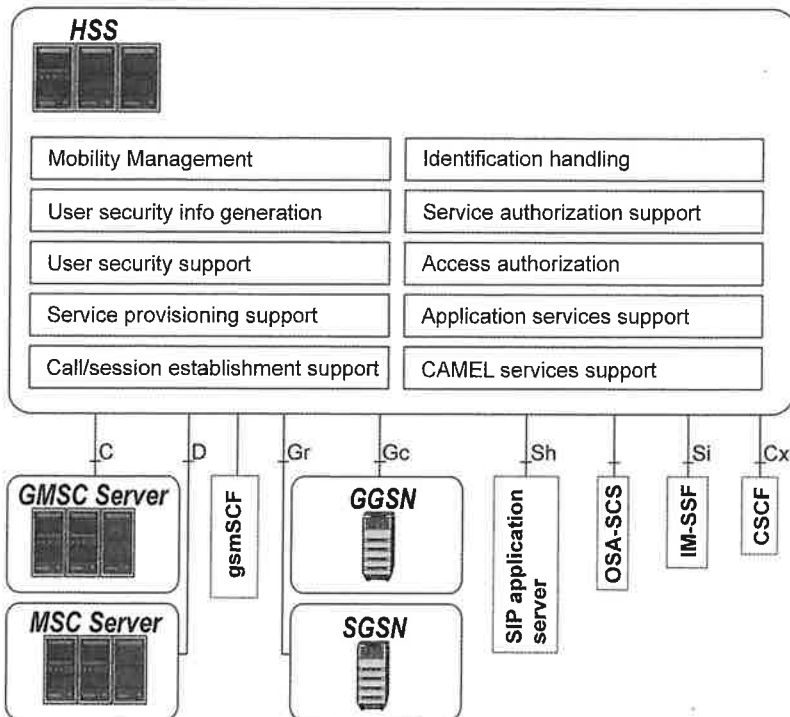 HSS
Mobility Management
Identification handling
User security info generation
Service authorization support
User security support
Access authorization
Service provisioning support
Application services support
Call/session establishment support
CAMEL services support
C
D
Gr
Gc
Sh
Si
Cx
GMSC Server
gsmSCF
GGSN
SIP application
server
OSA-SCS
IM-SSF
CSCF
MSC Server
SGSN